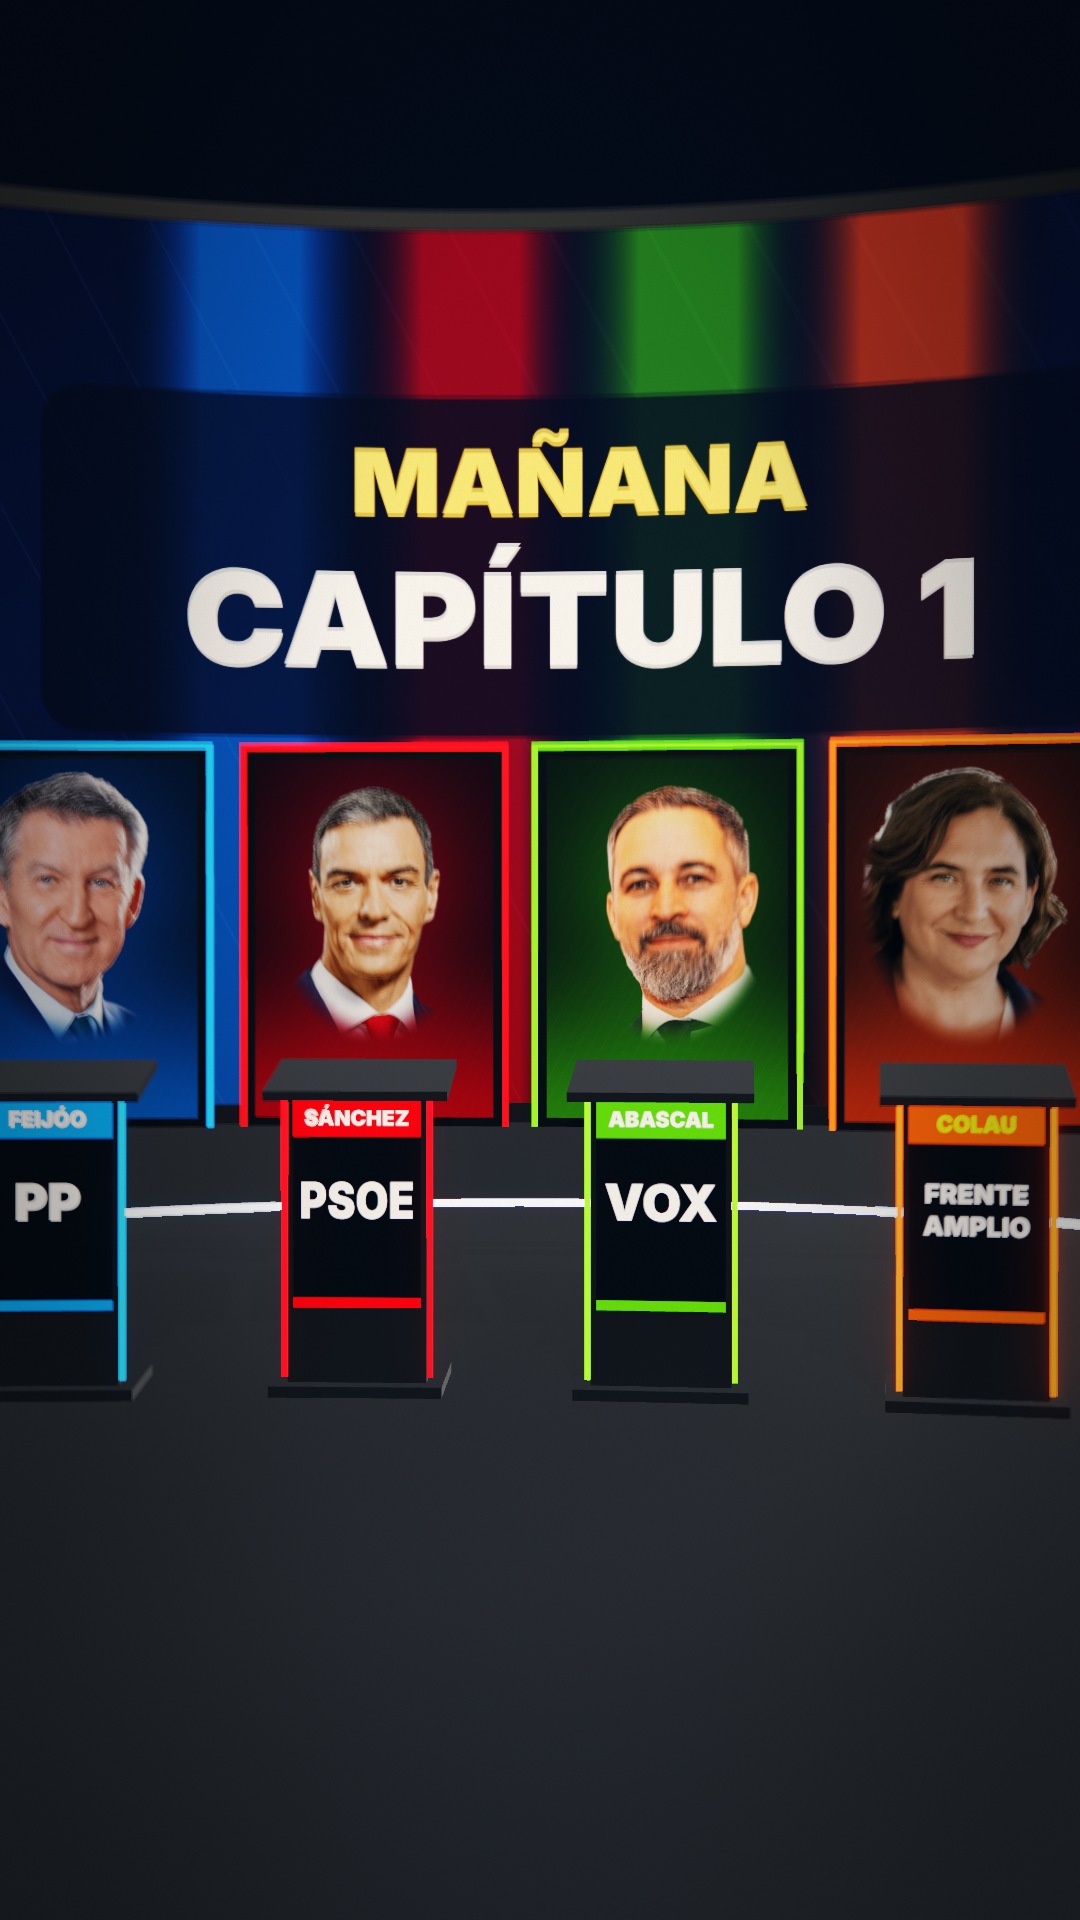 MAÑANA
CAPÍTULO 1
FEIJÓO
PP
SÁNCHEZ
PSOE
ABASCAL
VOX
COLAU
FRENTE
AMPLIO